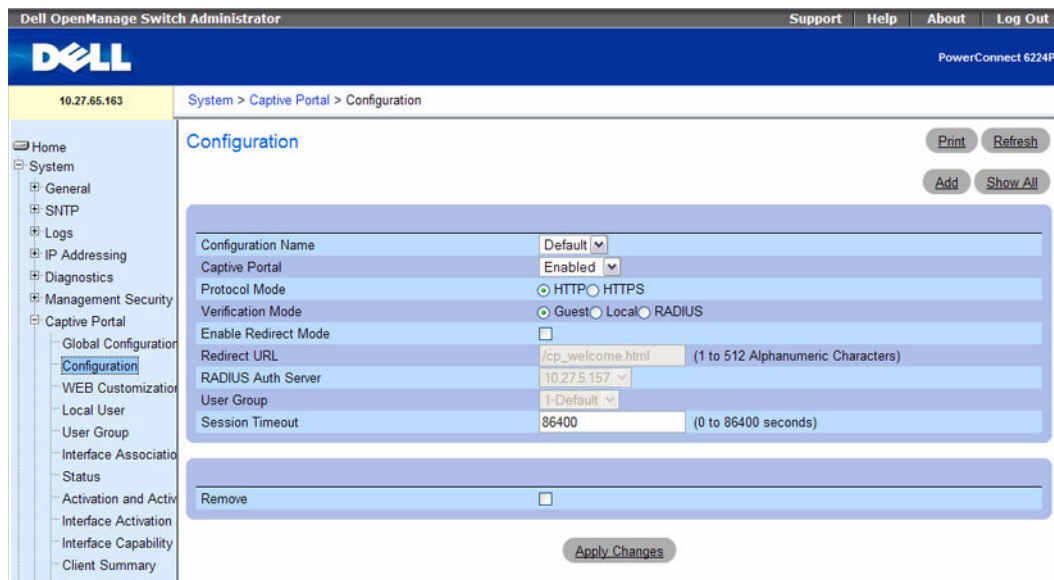 Dell OpenManage Switch Administrator
Support Help About Log Out
DELL
PowerConnect 6224P
10.27.65.163
System > Captive Portal > Configuration
Home
System
General
SNTP
Logs
IP Addressing
Diagnostics
Management Security
Captive Portal
Global Configuration
Configuration
WEB Customization
Local User
User Group
Interface Associatio
Status
Activation and Activ
Interface Activation
Interface Capability
Client Summary
Configuration
Print Refresh
Add Show All
Configuration Name Default
Captive Portal Enabled
Protocol Mode HTTP HTTPS
Verification Mode Guest Local RADIUS
Enable Redirect Mode
Redirect URL /cp_welcome.html (1 to 512 Alphanumeric Characters)
RADIUS Auth Server 10.27.5.157
User Group 1-Default
Session Timeout 86400 (0 to 86400 seconds)
Remove
Apply Changes